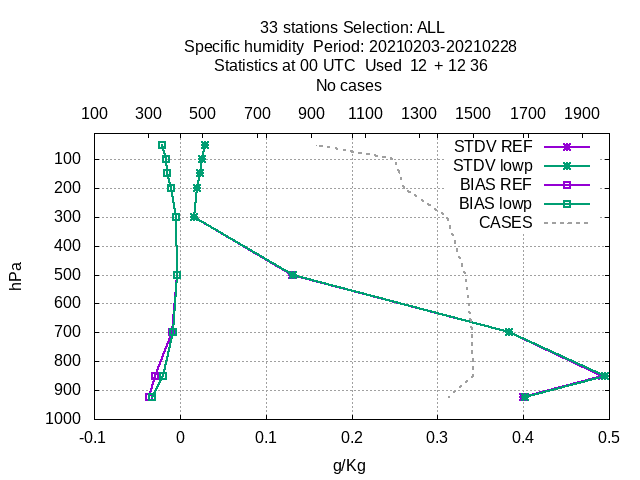 33 stations Selection: ALL
Specific humidity  Period: 20210203-20210228
Statistics at 00 UTC  Used  12  + 12 36
No cases
100 300 500 700 900 1100 1300 1500 1700 1900
STDV REF
STDV lowp
BIAS REF
BIAS lowp
CASES
hPa
100
200
300
400
500
600
700
800
900
1000
-0.1 0 0.1 0.2 0.3 0.4 0.5
g/Kg